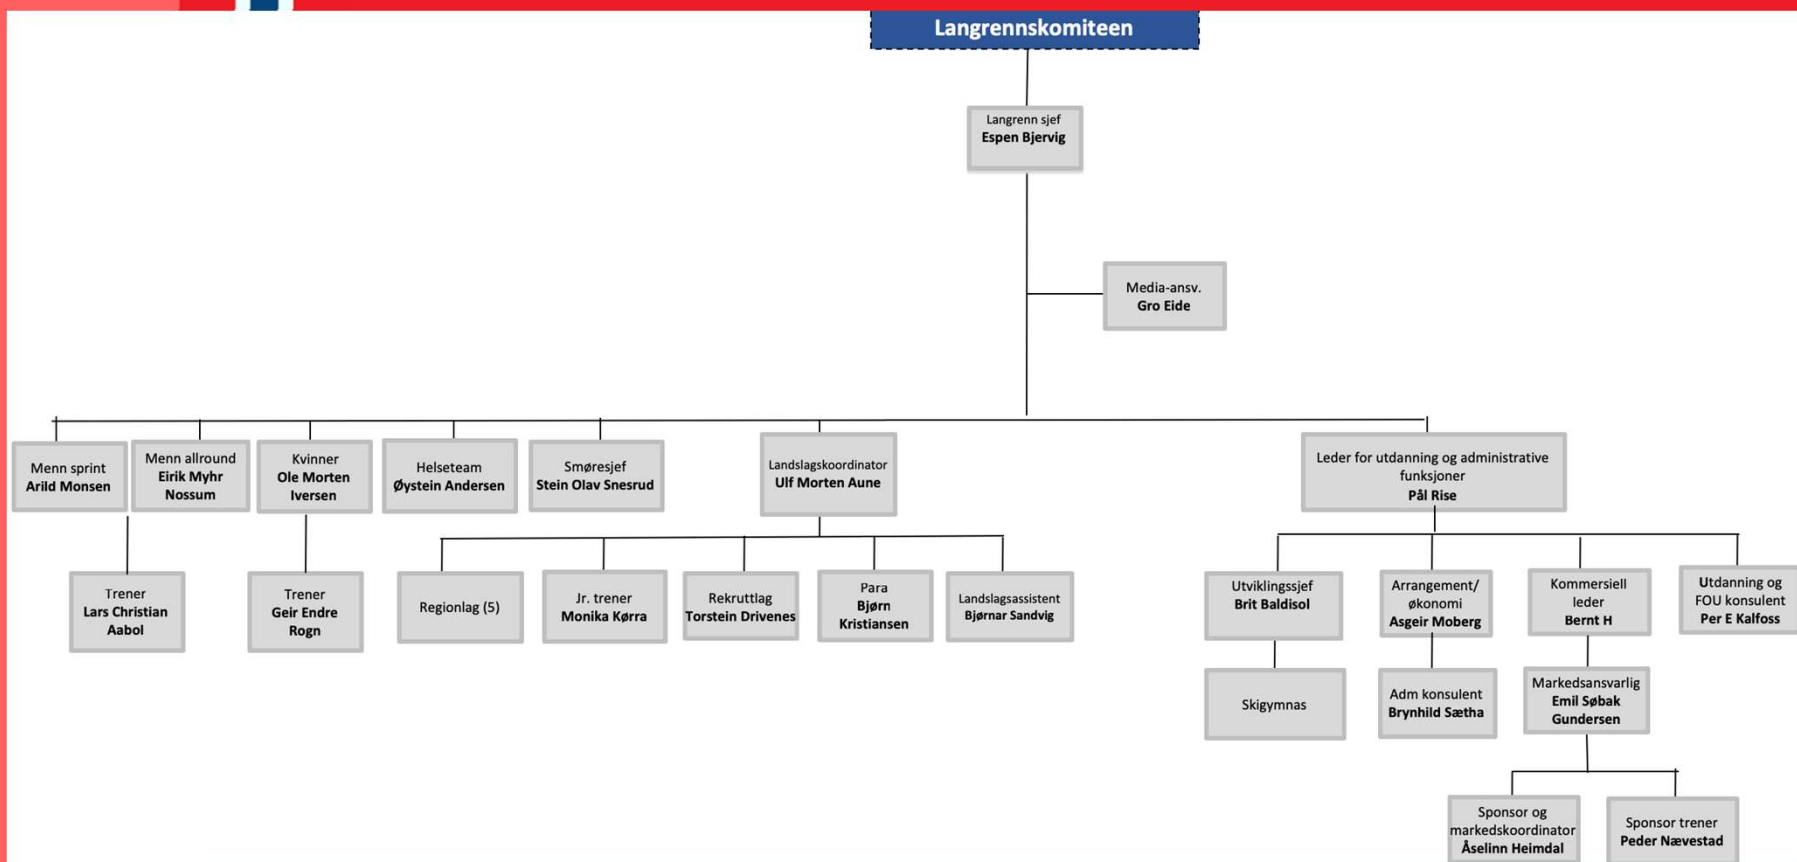 Langrennskomiteen
Langrenn sjef
Espen Bjervig
Media-ansv.
Gro Eide
Menn sprint
Arild Monsen
Menn allround
Eirik Myhr
Nossum
Kvinner
Ole Morten
Iversen
Helseteam
Øystein Andersen
Smøresjef
Stein Olav Snesrud
Landslagskoordinator
Ulf Morten Aune
Leder for utdanning og administrative
funksjoner
Pål Rise
Trener
Lars Christian
Aabol
Trener
Geir Endre
Rogn
Regionlag (5)
Jr. trener
Monika Kørra
Rekruttlag
Torstein Drivenes
Para
Bjørn
Kristiansen
Landslagsassistent
Bjørnar Sandvig
Utviklingssjef
Brit Baldisol
Arrangement/
økonomi
Asgeir Moberg
Kommersiell
leder
Bernt H
Utdanning og
FOU konsulent
Per E Kalfoss
Skigymnas
Adm konsulent
Brynhild Sætha
Markedsansvarlig
Emil Søbak
Gundersen
Sponsor og
markedskoordinator
Åselinn Heimdal
Sponsor trener
Peder Nævestad